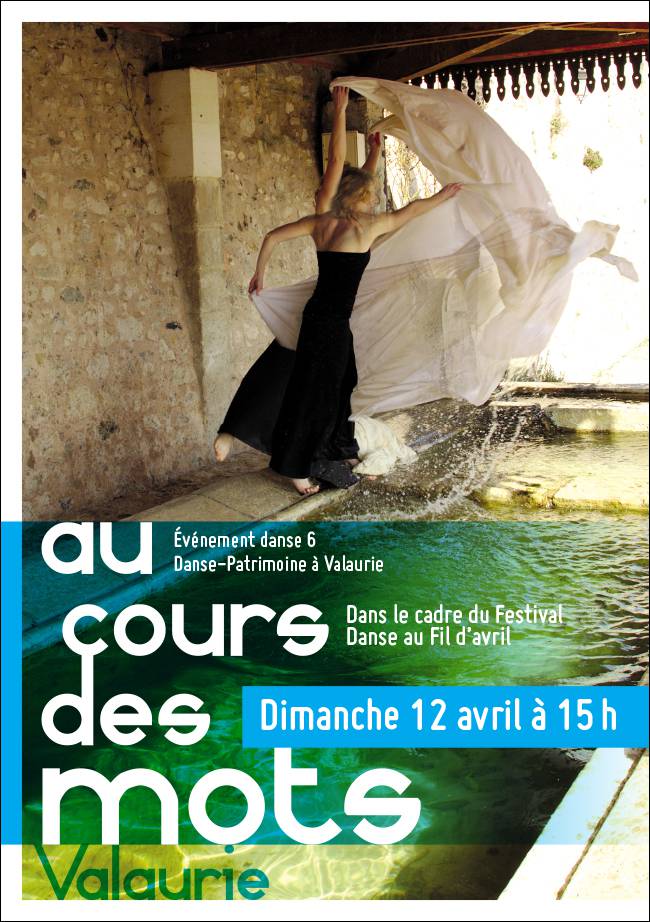 au
Événement danse 6
Danse-Patrimoine à Valaurie
cours
Dans le cadre du Festival
Danse au Fil d'avril
des
Dimanche 12 avril à 15 h
mots
Valaurie